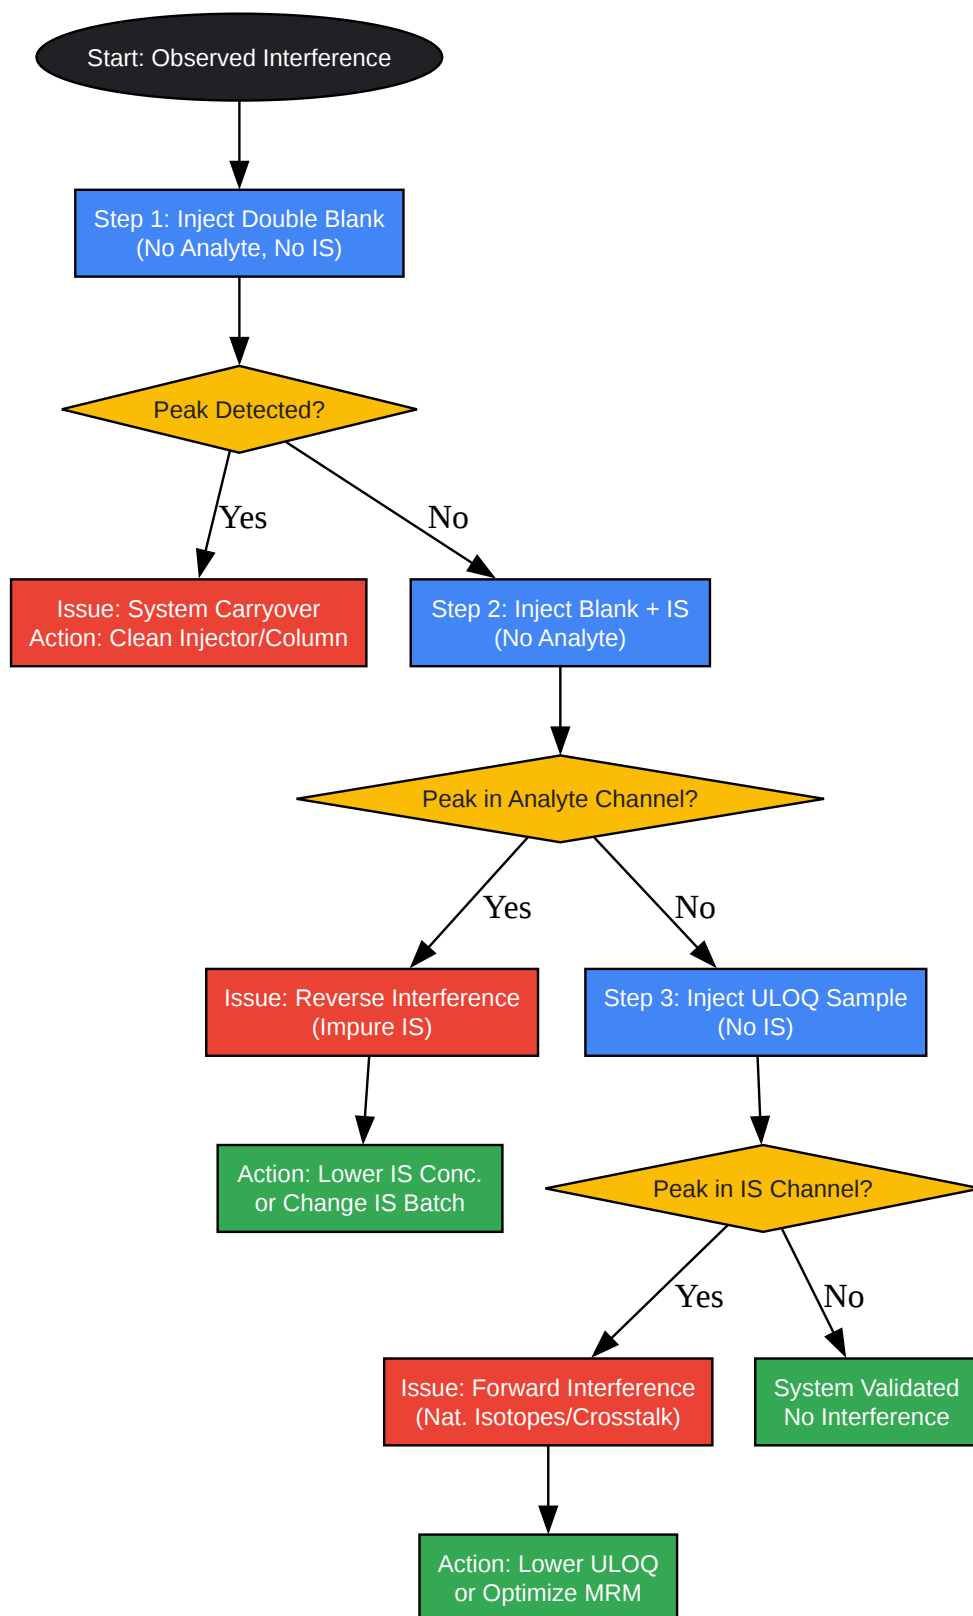 Start: Observed Interference
Step 1: Inject Double Blank
(No Analyte, No IS)
Peak Detected?
Yes
No
Issue: System Carryover
Action: Clean Injector/Column
Step 2: Inject Blank + IS
(No Analyte)
Peak in Analyte Channel?
Yes
No
Issue: Reverse Interference
(Impure IS)
Step 3: Inject ULOQ Sample
(No IS)
Action: Lower IS Conc.
or Change IS Batch
Peak in IS Channel?
Yes
No
Issue: Forward Interference
(Nat. Isotopes/Crosstalk)
System Validated
No Interference
Action: Lower ULOQ
or Optimize MRM